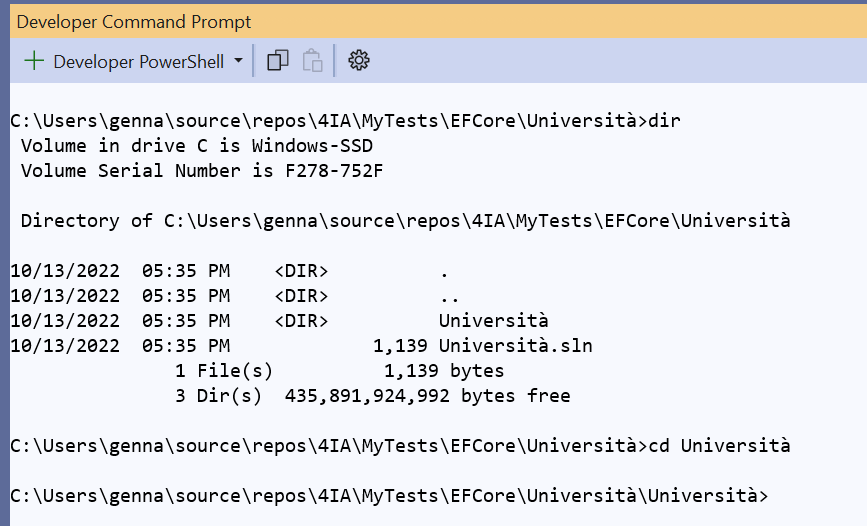 Developer Command Prompt
Developer PowerShell
C:\Users\genna\source\repos\4IA\MyTests\EFCore\Università>dir
Volume in drive C is Windows-SSD
Volume Serial Number is F278-752F
Directory of C:\Users\genna\source\repos\4IA\MyTests\EFCore\Università
10/13/2022  05:35 PM    <DIR>          .
10/13/2022  05:35 PM    <DIR>          ..
10/13/2022  05:35 PM    <DIR>          Università
10/13/2022  05:35 PM             1,139 Università.sln
1 File(s)          1,139 bytes
3 Dir(s)  435,891,924,992 bytes free
C:\Users\genna\source\repos\4IA\MyTests\EFCore\Università>cd Università
C:\Users\genna\source\repos\4IA\MyTests\EFCore\Università\Università>